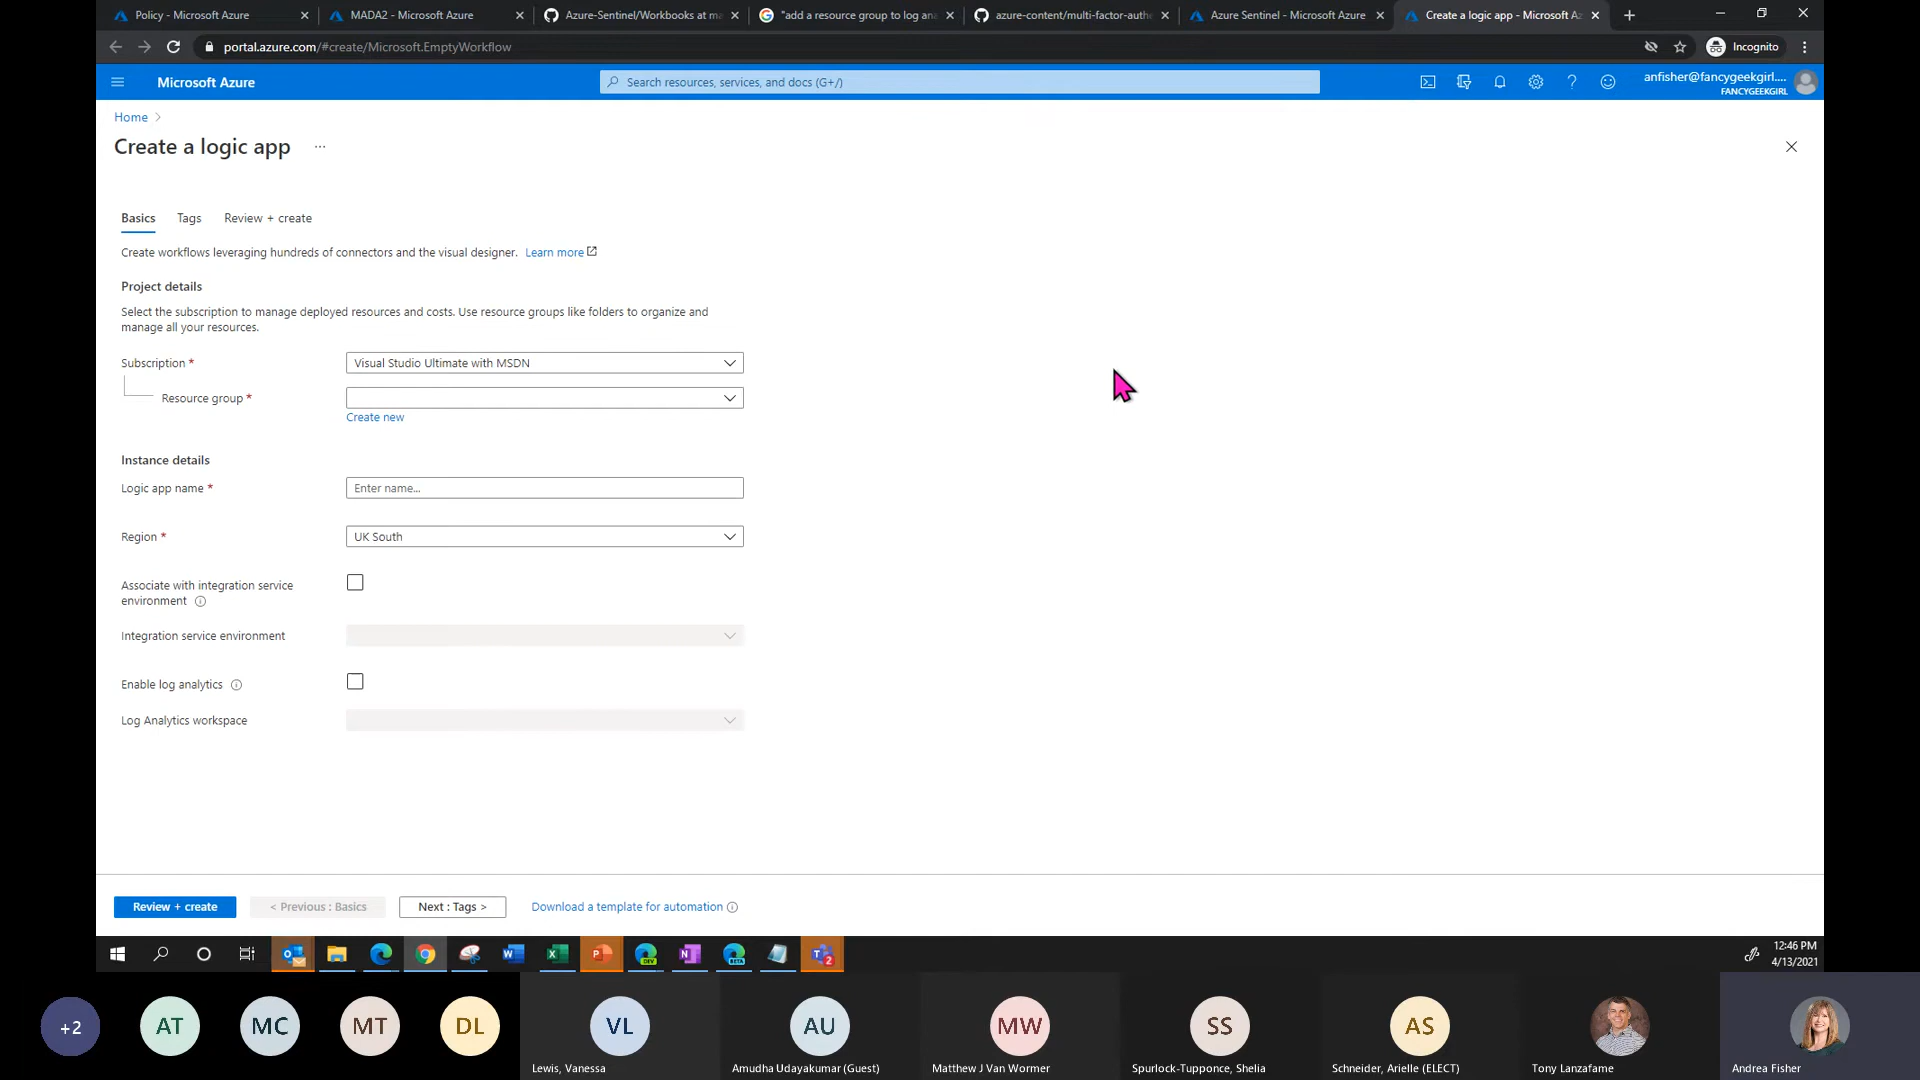 Policy - Microsoft Azure
MADA2 - Microsoft Azure
Azure-Sentinel/Workbooks at ma
"add a resource group to log ana
azure-content/multi-factor-authe
Azure Sentinel - Microsoft Azure
Create a logic app - Microsoft Az
portal.azure.com/#create/Microsoft.EmptyWorkflow
Incognito
Microsoft Azure
Search resources, services, and docs (G+/)
anfisher@fancygeekgirl....
FANCYGEEKGIRL
Home
Create a logic app ...
Basics
Tags
Review + create
Create workflows leveraging hundreds of connectors and the visual designer. Learn more
Project details
Select the subscription to manage deployed resources and costs. Use resource groups like folders to organize and
manage all your resources.
Subscription *
Visual Studio Ultimate with MSDN
Resource group *
Create new
Instance details
Logic app name *
Enter name...
Region *
UK South
Associate with integration service
environment
Integration service environment
Enable log analytics
Log Analytics workspace
Review + create
< Previous : Basics
Next : Tags >
Download a template for automation
DEV
BETA
2
12:46 PM
4/13/2021
+2
AT
MC
MT
DL
VL
AU
MW
SS
AS
Lewis, Vanessa
Amudha Udayakumar (Guest)
Matthew J Van Wormer
Spurlock-Tupponce, Shelia
Schneider, Arielle (ELECT)
Tony Lanzafame
Andrea Fisher